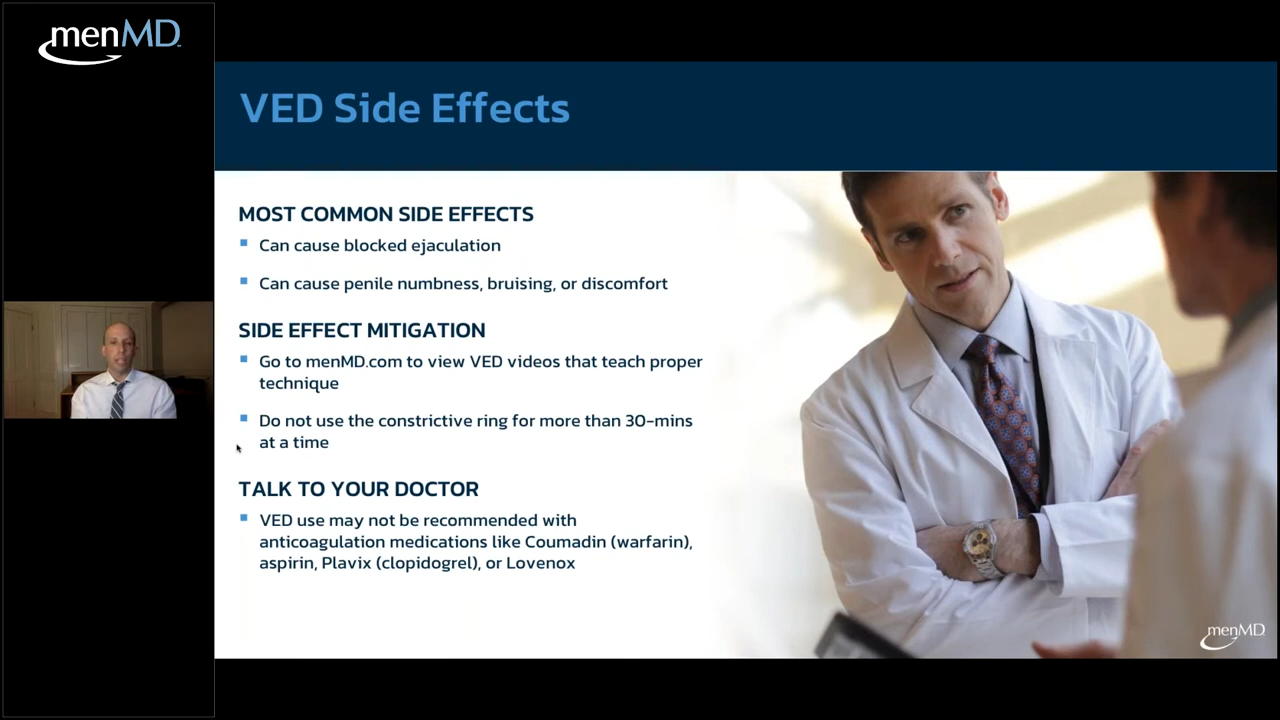 menMD
VED Side Effects
MOST COMMON SIDE EFFECTS
Can cause blocked ejaculation
Can cause penile numbness, bruising, or discomfort
SIDE EFFECT MITIGATION
Go to menMD.com to view VED videos that teach proper
technique
Do not use the constrictive ring for more than 30-mins
at a time
TALK TO YOUR DOCTOR
VED use may not be recommended with
anticoagulation medications like Coumadin (warfarin),
aspirin, Plavix (clopidogrel), or Lovenox
menMD